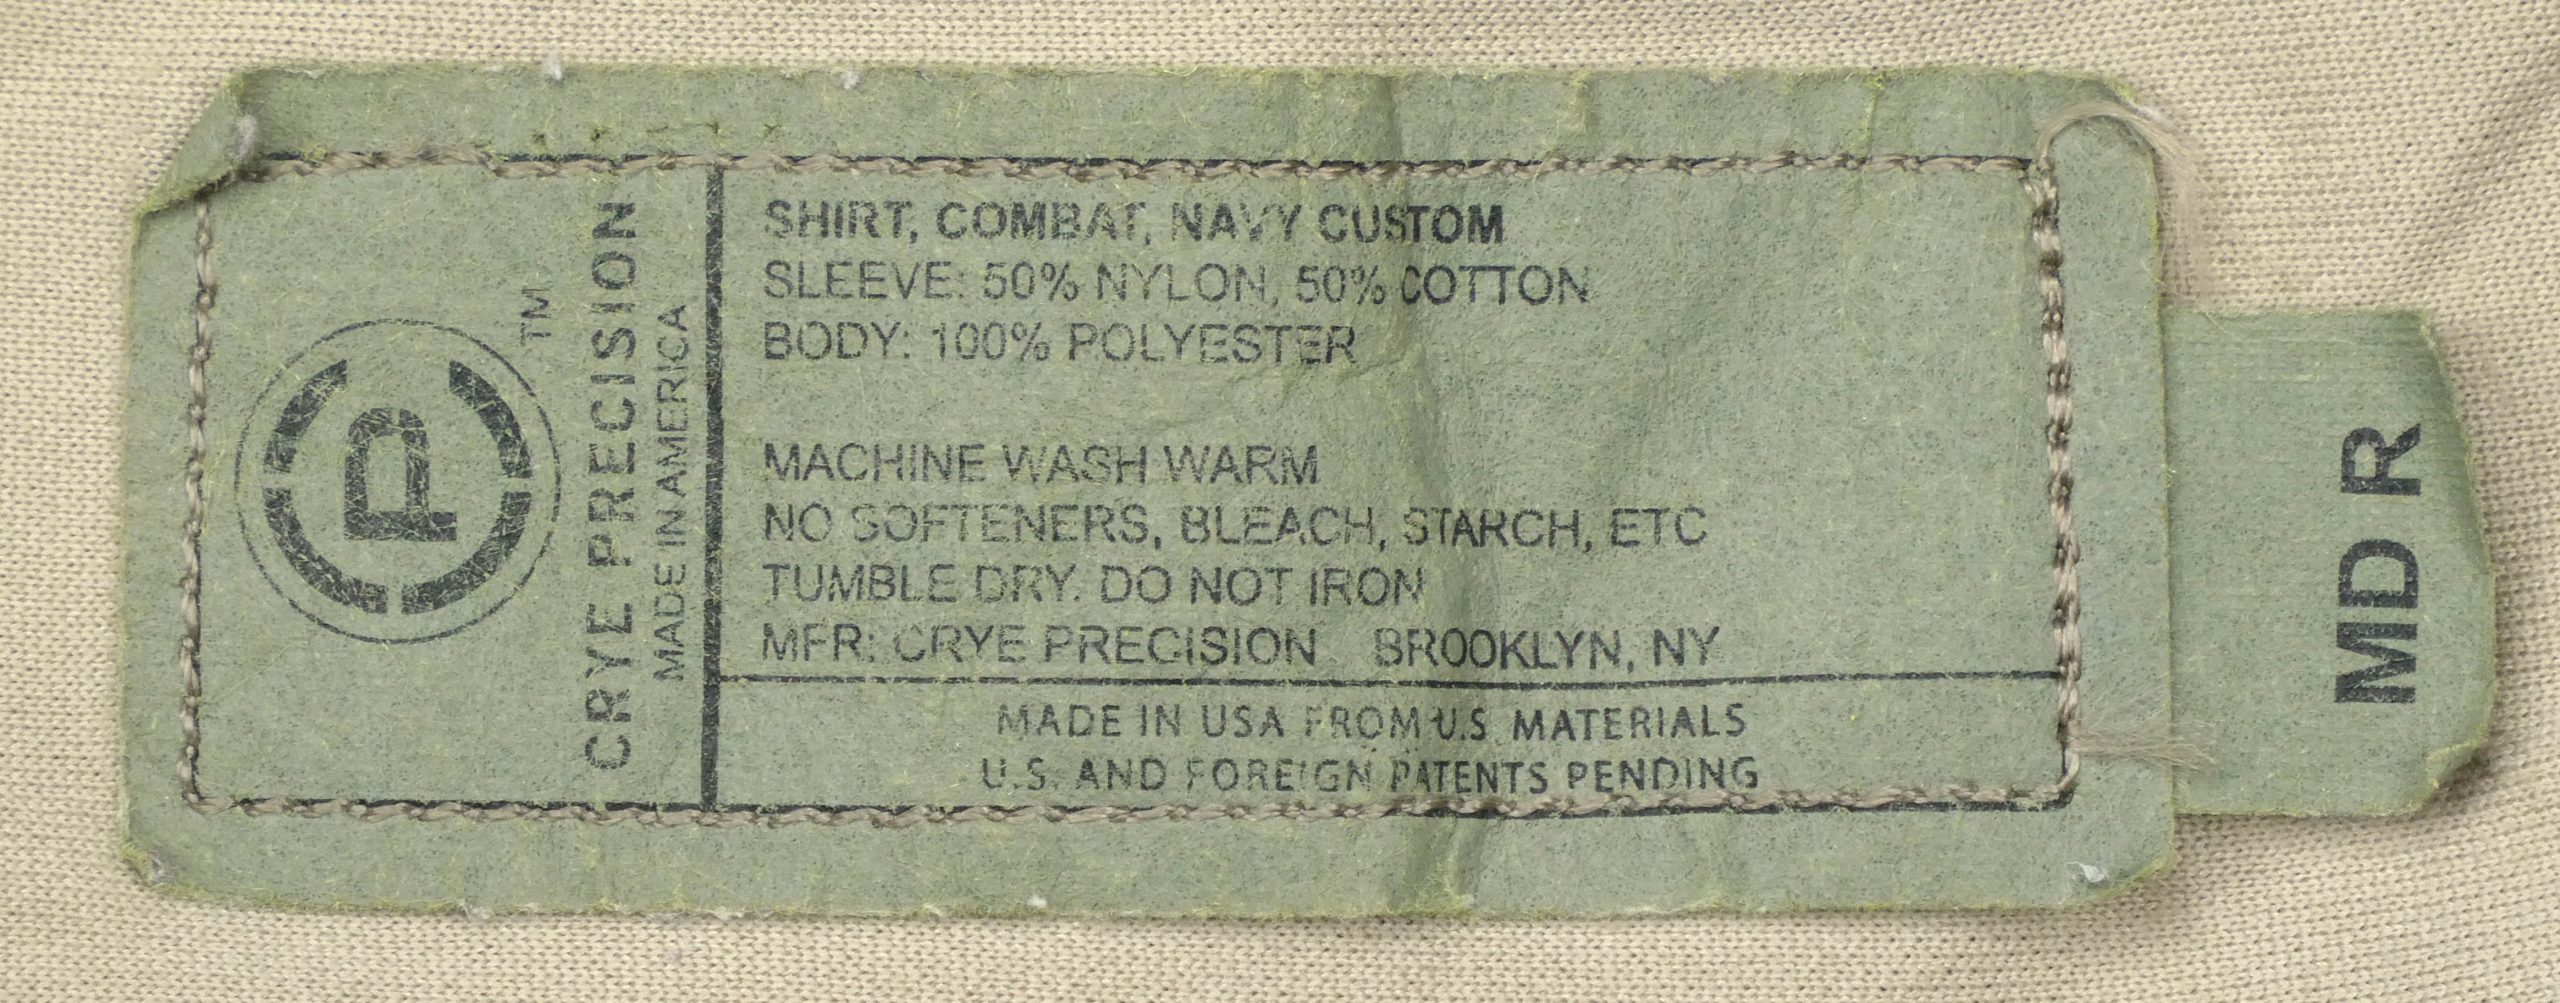 P
TM
CRYE PRECISION
MADE IN AMERICA
SHIRT, COMBAT, NAVY CUSTOM
SLEEVE: 50% NYLON, 50% COTTON
BODY: 100% POLYESTER
MACHINE WASH WARM
NO SOFTENERS, BLEACH, STARCH, ETC
TUMBLE DRY. DO NOT IRON
MFR: CRYE PRECISION BROOKLYN, NY
MADE IN USA FROM U.S. MATERIALS
U.S. AND FOREIGN PATENTS PENDING
MD R